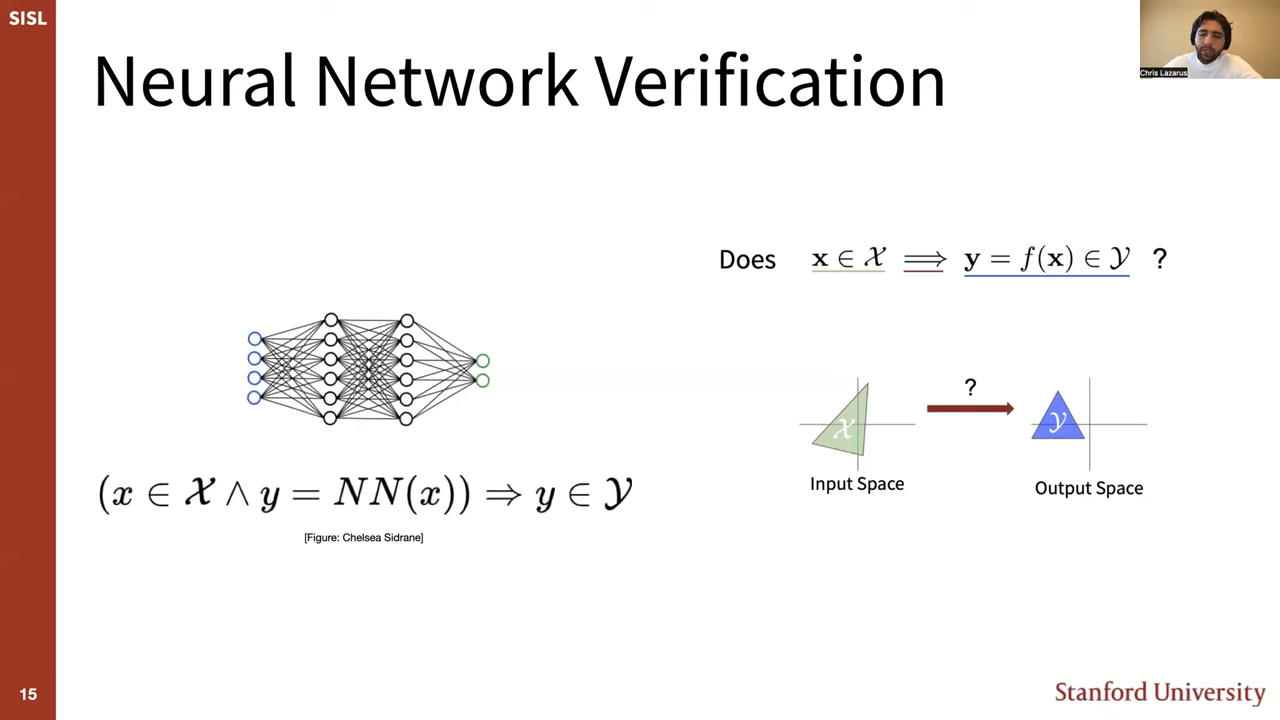 SISL
Neural Network Verification
Chris Lazarus
Does x ∈ 𝒳 ⟹ y = f(x) ∈ 𝒴 ?
(x ∈ 𝒳 ∧ y = NN(x)) ⇒ y ∈ 𝒴
[Figure: Chelsea Sidrane]
?
𝒳
𝒴
Input Space
Output Space
15
Stanford University